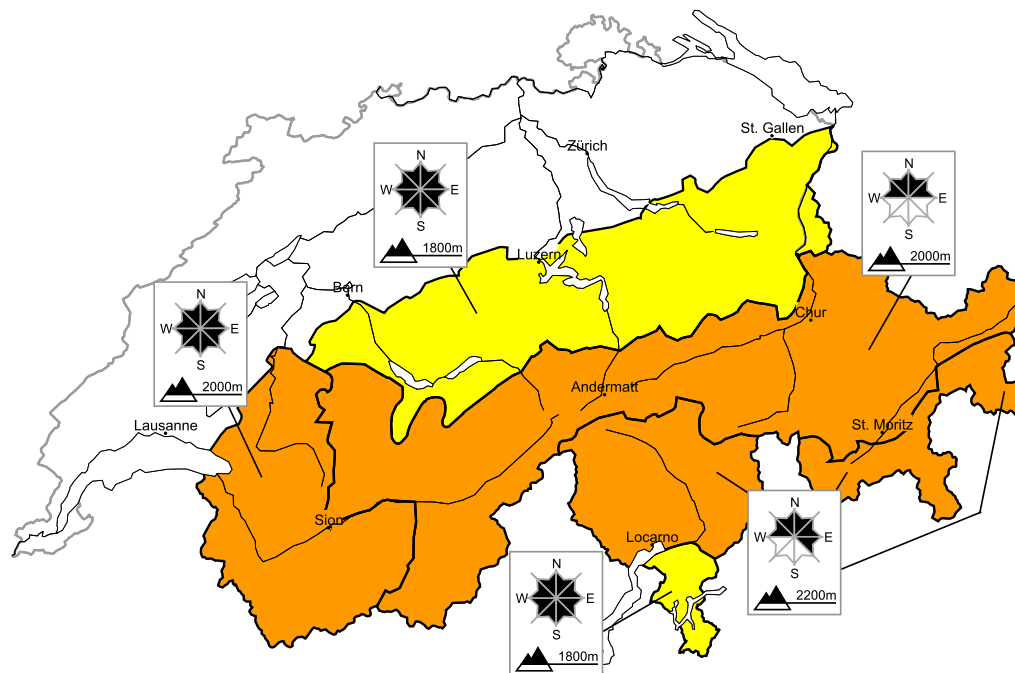 St. Gallen
Zürich
N
W E
S
1800m
N
W E
S
2000m
Luzern
Bern
N
W E
S
2000m
Chur
Andermatt
Lausanne
St. Moritz
Sion
Locarno
N
W E
S
2200m
N
W E
S
1800m